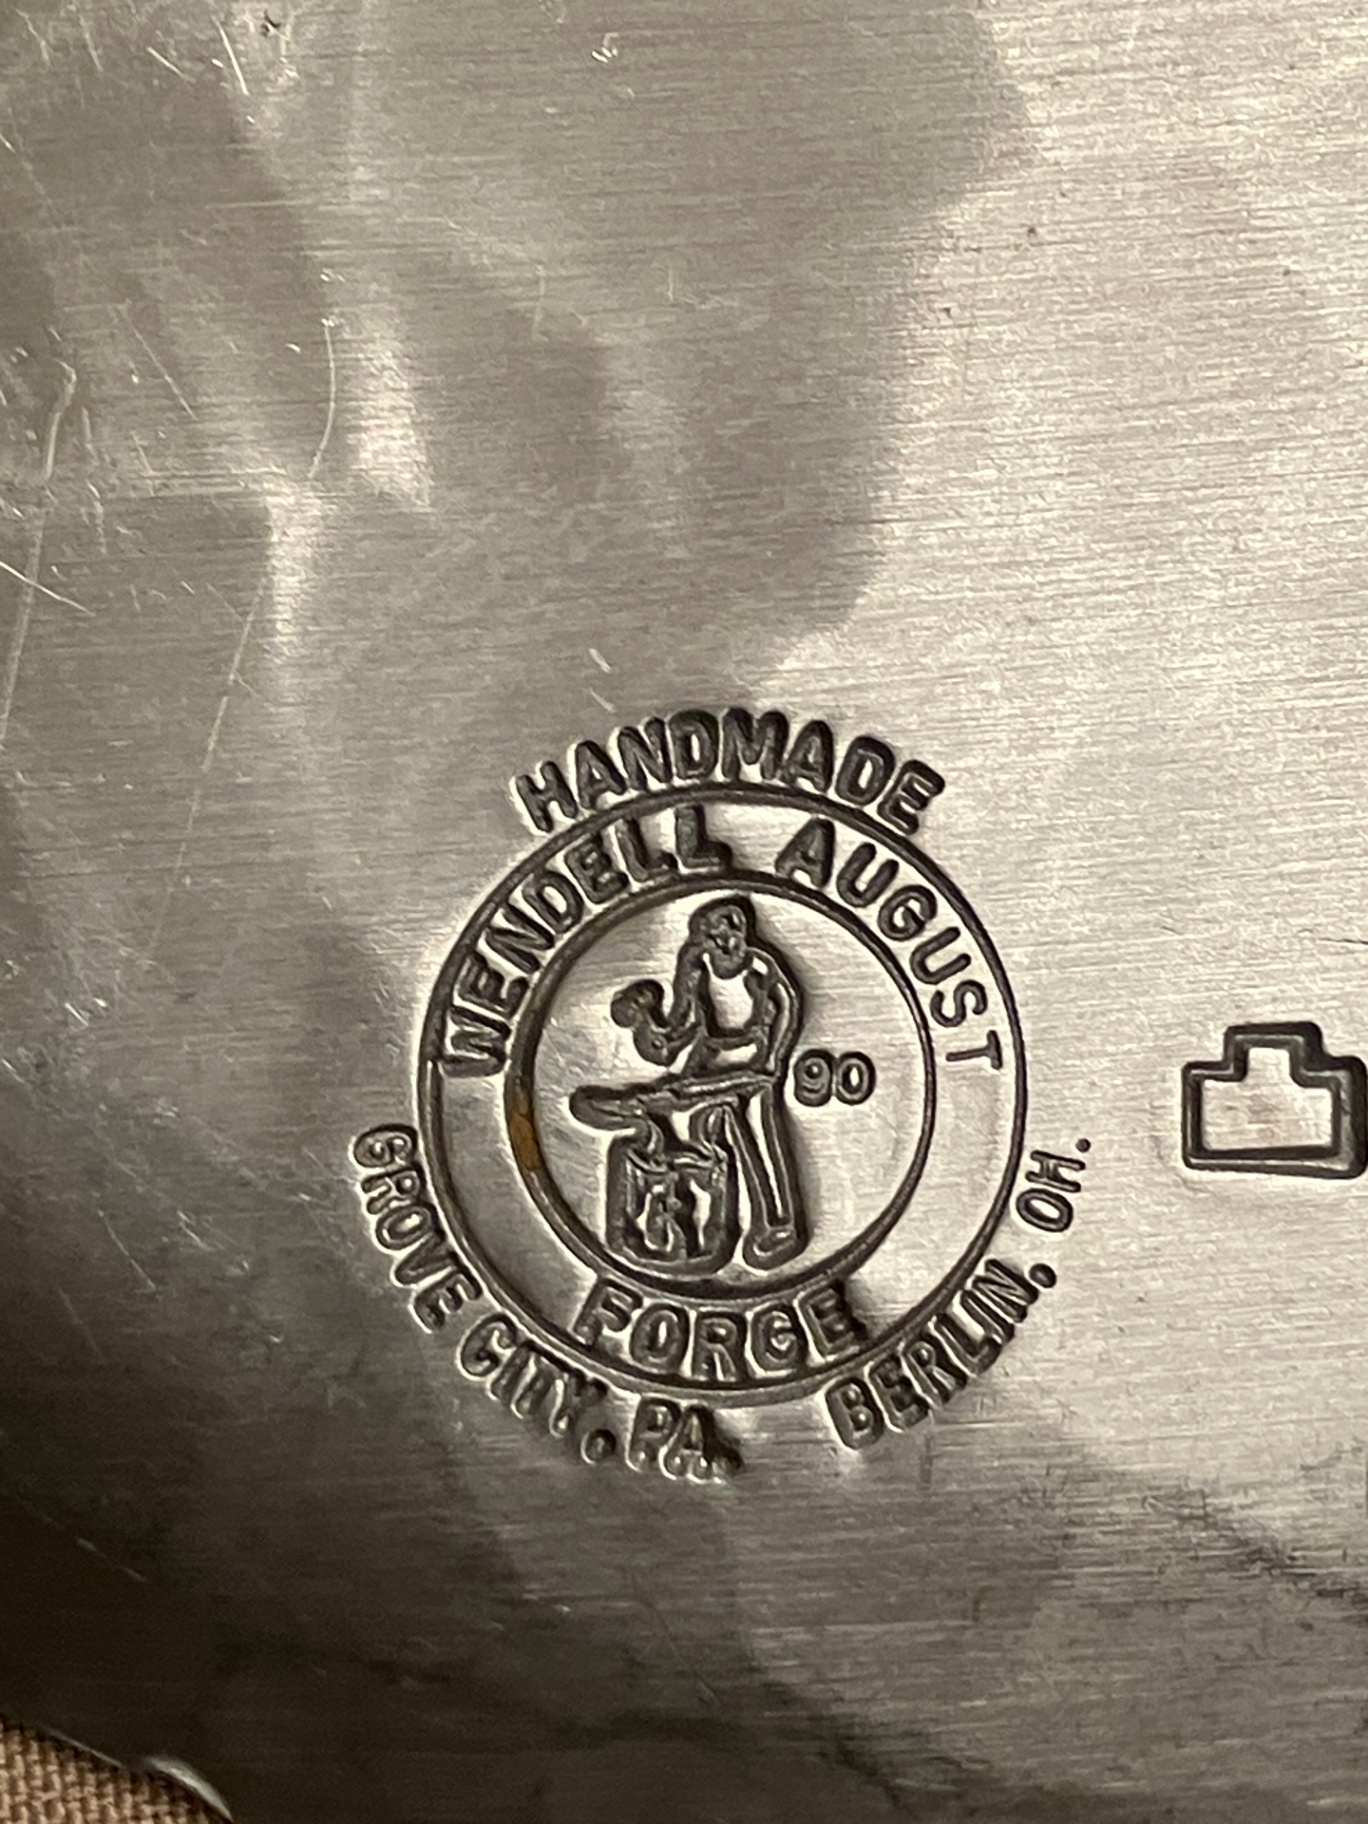 HANDMADE
WENDELL AUGUST
90
FORGE
GROVE CITY, PA.
BERLIN, OH.